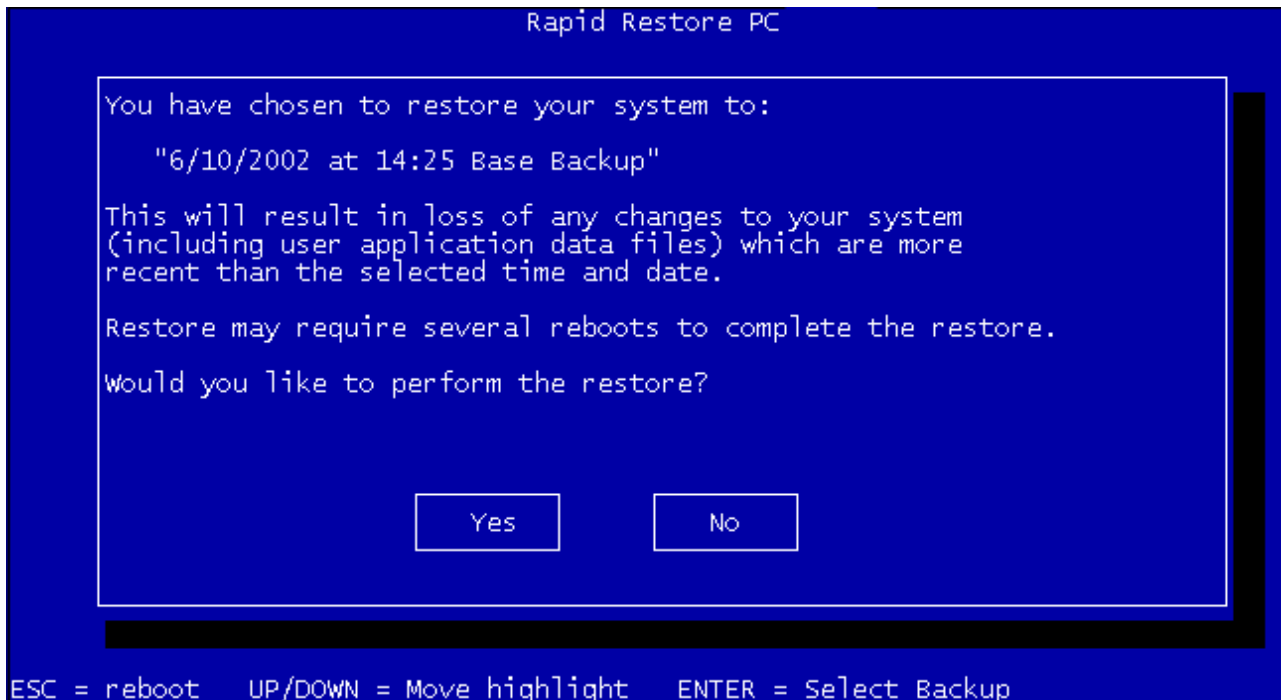 Rapid Restore PC
You have chosen to restore your system to:
"6/10/2002 at 14:25 Base Backup"
This will result in loss of any changes to your system
(including user application data files) which are more
recent than the selected time and date.
Restore may require several reboots to complete the restore.
Would you like to perform the restore?
Yes No
ESC = reboot UP/DOWN = Move highlight ENTER = Select Backup